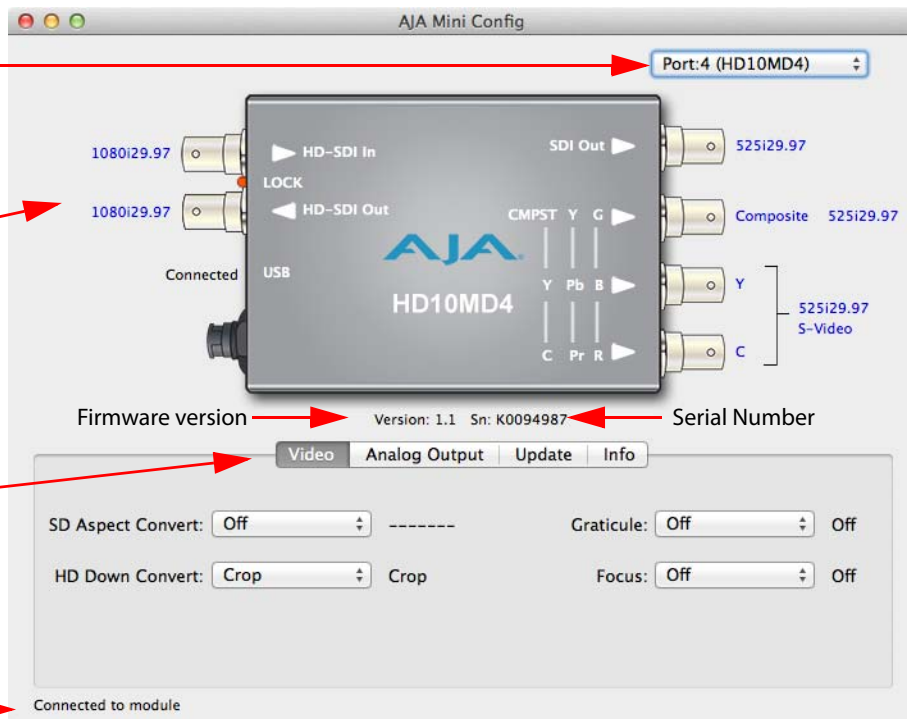 AJA Mini Config
Port:4 (HD10MD4)
1080i29.97
HD-SDI In
SDI Out
525i29.97
LOCK
1080i29.97
HD-SDI Out
CMPST Y G
Composite 525i29.97
Connected
USB
AJA
Y Pb B
Y
HD10MD4
525i29.97
S-Video
C Pr R
C
Firmware version
Version: 1.1 Sn: K0094987
Serial Number
Video Analog Output Update Info
SD Aspect Convert: Off -------
Graticule: Off Off
HD Down Convert: Crop Crop
Focus: Off Off
Connected to module